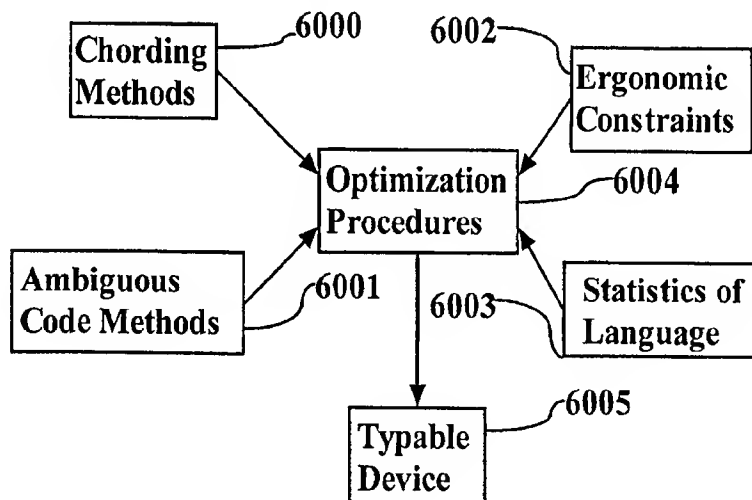 6000
Chording
Methods
6002
Ergonomic
Constraints
Optimization
Procedures
6004
Ambiguous
Code Methods
6001
6003
Statistics of
Language
6005
Typable
Device